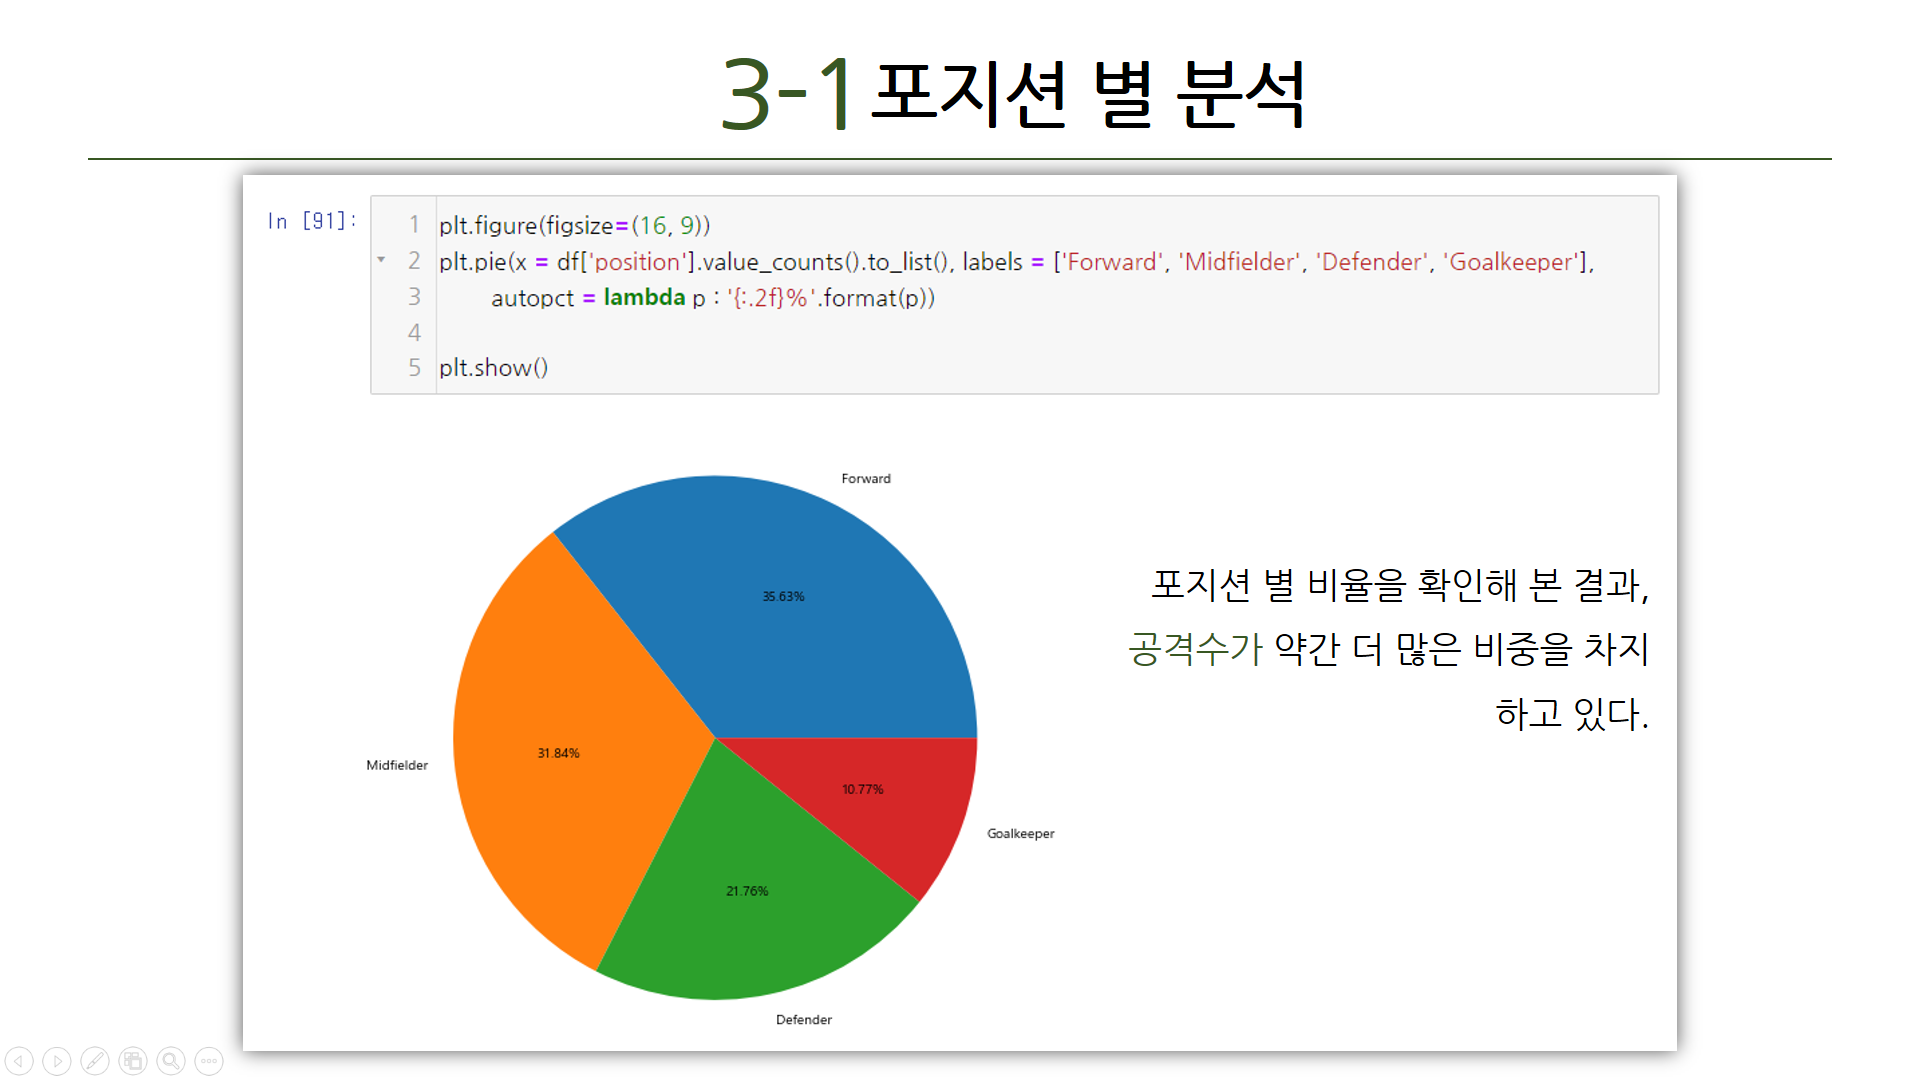 3-1 포지션 별 분석
In [91]:
1 plt.figure(figsize=(16, 9))
2 plt.pie(x = df['position'].value_counts().to_list(), labels = ['Forward', 'Midfielder', 'Defender', 'Goalkeeper'],
3 autopct = lambda p : '{:.2f}%'.format(p))
4
5 plt.show()
Forward
35.63%
포지션 별 비율을 확인해 본 결과,
공격수가 약간 더 많은 비중을 차지
하고 있다.
31.84%
Midfielder
10.77%
Goalkeeper
21.76%
Defender